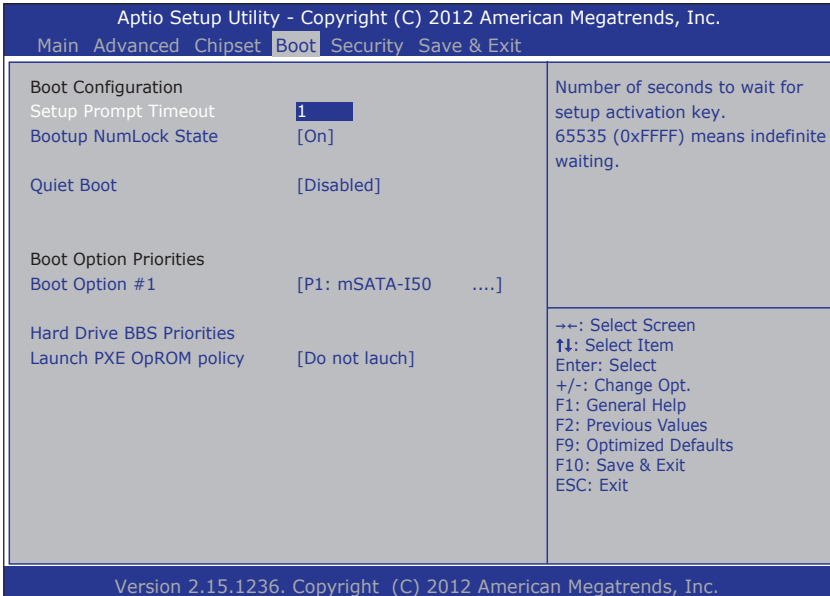 Aptio Setup Utility - Copyright (C) 2012 American Megatrends, Inc.
Main Advanced Chipset Boot Security Save & Exit
Boot Configuration
Setup Prompt Timeout 1
Bootup NumLock State [On]
Quiet Boot [Disabled]
Boot Option Priorities
Boot Option #1 [P1: mSATA-I50 ....]
Hard Drive BBS Priorities
Launch PXE OpROM policy [Do not lauch]
Number of seconds to wait for
setup activation key.
65535 (0xFFFF) means indefinite
waiting.
→←: Select Screen
↑↓: Select Item
Enter: Select
+/-: Change Opt.
F1: General Help
F2: Previous Values
F9: Optimized Defaults
F10: Save & Exit
ESC: Exit
Version 2.15.1236. Copyright (C) 2012 American Megatrends, Inc.